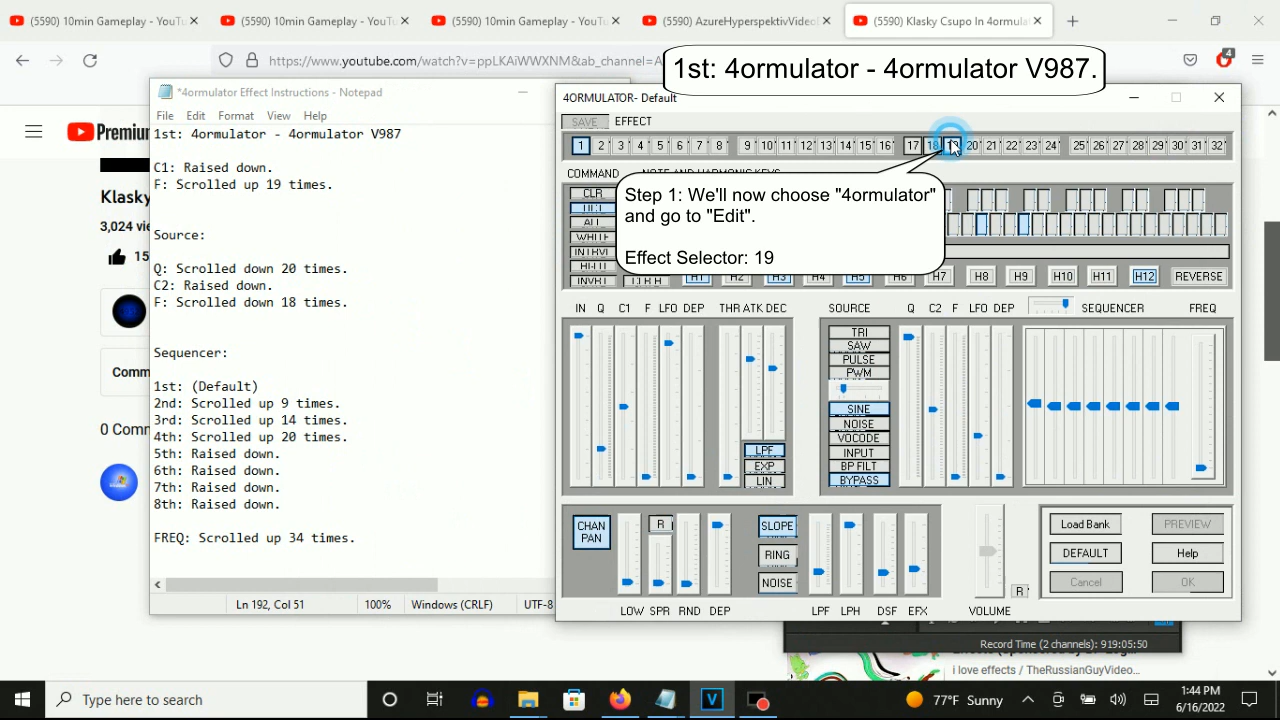 (5590) 10min Gameplay - YouTu
(5590) 10min Gameplay - YouTu
(5590) 10min Gameplay - YouTu
(5590) AzureHyperspektivVideoE
(5590) Klasky Csupo In 4ormulat
https://www.youtube.com/watch?v=ppLKAiWWXNM&ab_channel=A
4
1st: 4ormulator - 4ormulator V987.
Premium
Klasky
3,024 vie
15
Comm
0 Comm
*4ormulator Effect Instructions - Notepad
File Edit Format View Help
1st: 4ormulator - 4ormulator V987
C1: Raised down.
F: Scrolled up 19 times.
Source:
Q: Scrolled down 20 times.
C2: Raised down.
F: Scrolled down 18 times.
Sequencer:
1st: (Default)
2nd: Scrolled up 9 times.
3rd: Scrolled up 14 times.
4th: Scrolled up 20 times.
5th: Raised down.
6th: Raised down.
7th: Raised down.
8th: Raised down.
FREQ: Scrolled up 34 times.
Ln 192, Col 51 100% Windows (CRLF) UTF-8
4ORMULATOR- Default
SAVE EFFECT
1 2 3 4 5 6 7 8 9 10 11 12 13 14 15 16 17 18 19 20 21 22 23 24 25 26 27 28 29 30 31 32
COMMAND NOTE AND HARMONIC KEYS
CLR
WHITE
INTRVL
Step 1: We'll now choose "4ormulator"
and go to "Edit".
Effect Selector: 19
H1 H2 H3 H4 H5 H6 H7 H8 H9 H10 H11 H12 REVERSE
IN Q C1 F LFO DEP THR ATK DEC SOURCE Q C2 F LFO DEP SEQUENCER FREQ
TRI
SAW
PULSE
PWM
SINE
NOISE
VOCODE
INPUT
BP FILT
BYPASS
LPF
EXP
LIN
CHAN
PAN
R
SLOPE
RING
NOISE
LOW SPR RND DEP LPF LPH DSF EFX VOLUME
R
Load Bank PREVIEW
DEFAULT Help
Cancel OK
Record Time (2 channels): 919:05:50
i love effects / TheRussianGuyVideo...
Type here to search
V
77°F Sunny
1:44 PM
6/16/2022